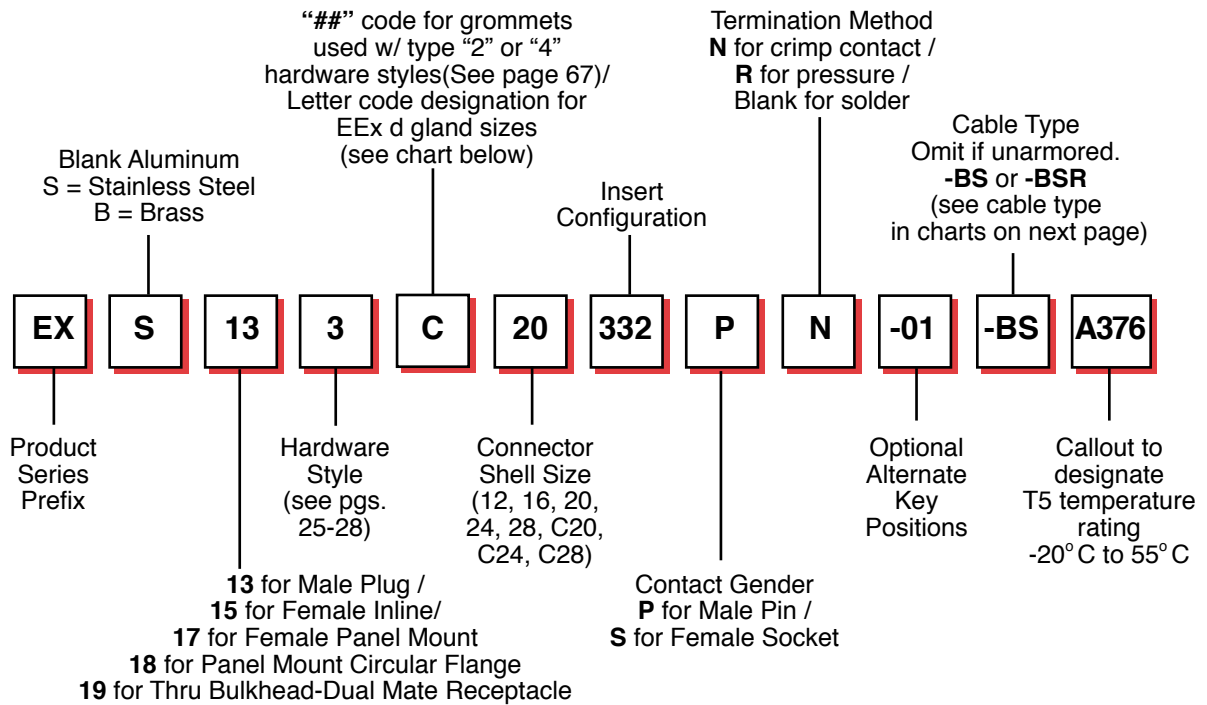 “##” code for grommets
used w/ type “2” or “4”
hardware styles(See page 67)/
Letter code designation for
EEx d gland sizes
(see chart below)
Termination Method
N for crimp contact /
R for pressure /
Blank for solder
Cable Type
Omit if unarmored.
-BS or -BSR
(see cable type
in charts on next page)
Blank Aluminum
S = Stainless Steel
B = Brass
Insert
Configuration
EX S 13 3 C 20 332 P N -01 -BS A376
Product
Series
Prefix
Hardware
Style
(see pgs.
25-28)
Connector
Shell Size
(12, 16, 20,
24, 28, C20,
C24, C28)
Optional
Alternate
Key
Positions
Callout to
designate
T5 temperature
rating
-20° C to 55° C
13 for Male Plug /
15 for Female Inline/
17 for Female Panel Mount
18 for Panel Mount Circular Flange
19 for Thru Bulkhead-Dual Mate Receptacle
Contact Gender
P for Male Pin /
S for Female Socket